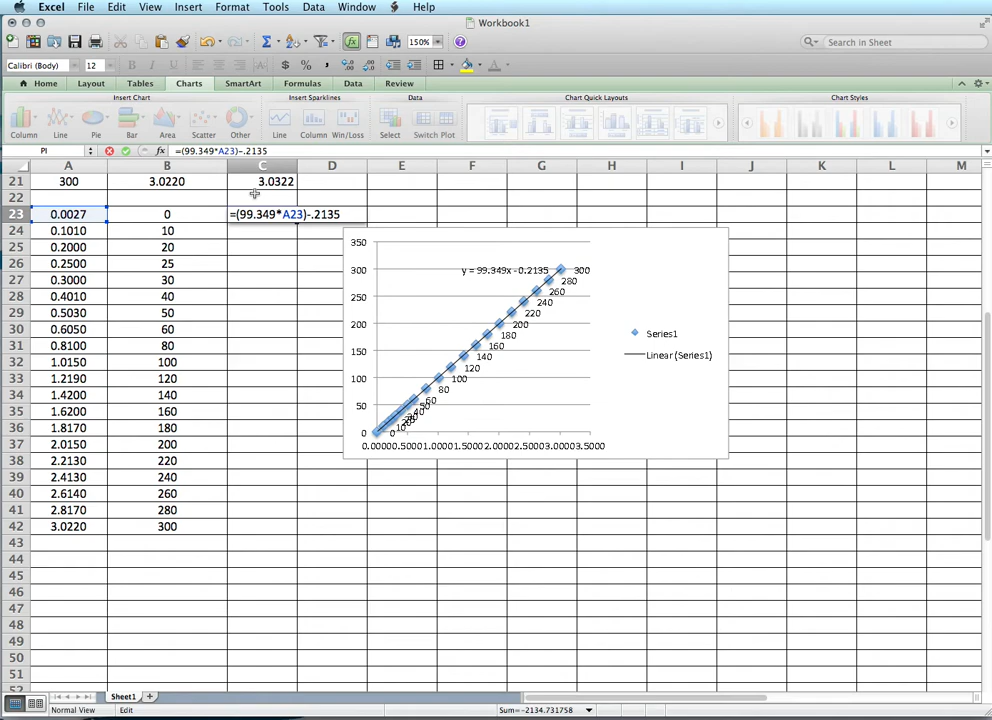 Excel File Edit View Insert Format Tools Data Window Help
Workbook1
150% Search in Sheet
Calibri (Body) 12 B I U
Home Layout Tables Charts SmartArt Formulas Data Review
Insert Chart Insert Sparklines Data Chart Quick Layouts Chart Styles
Column Line Pie Bar Area Scatter Other Line Column Win/Loss Select Switch Plot
PI fx =(99.349*A23)-.2135
A B C D E F G H I J K L M
21 300 3.0220 3.0322
22
23 0.0027 0 =(99.349*A23)-.2135
24 0.1010 10
25 0.2000 20
26 0.2500 25
27 0.3000 30
28 0.4010 40
29 0.5030 50
30 0.6050 60
31 0.8100 80
32 1.0150 100
33 1.2190 120
34 1.4200 140
35 1.6200 160
36 1.8170 180
37 2.0150 200
38 2.2130 220
39 2.4130 240
40 2.6140 260
41 2.8170 280
42 3.0220 300
43
44
45
46
47
48
49
50
51
52
350
300
250
200
150
100
50
0
y = 99.349x - 0.2135
300
280
260
240
220
200
180
160
140
120
100
80
60
50
40
0
0.0000 0.5000 1.0000 1.5000 2.0000 2.5000 3.0000 3.5000
Series1
Linear (Series1)
Sheet1
Normal View Edit Sum=-2134.731758